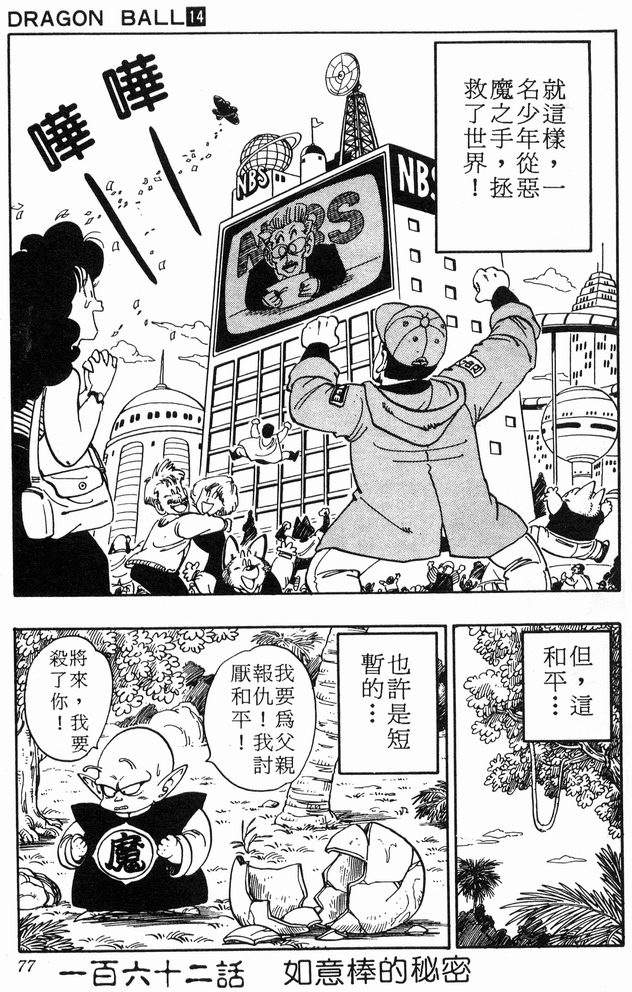 DRAGON BALL 14
就這樣，一
名少年從惡
魔之手，拯
救了世界！
嘩
嘩
NBS
NBS
NBS
但，這
和平…
也許是短
暫的…
我要為父親
報仇！我討
厭和平！
將來，我要
殺了你！
魔
77
一百六十二話 如意棒的秘密